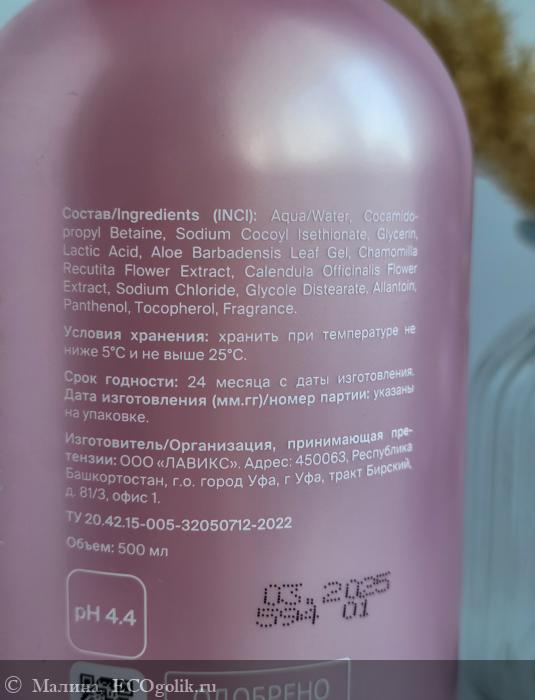 Состав/Ingredients (INCI): Aqua/Water, Cocamido-
propyl Betaine, Sodium Cocoyl Isethionate, Glycerin,
Lactic Acid, Aloe Barbadensis Leaf Gel, Chamomilla
Recutita Flower Extract, Calendula Officinalis Flower
Extract, Sodium Chloride, Glycole Distearate, Allantoin,
Panthenol, Tocopherol, Fragrance.
Условия хранения: хранить при температуре не
ниже 5°C и не выше 25°C.
Срок годности: 24 месяца с даты изготовления.
Дата изготовления (мм.гг)/номер партии: указаны
на упаковке.
Изготовитель/Организация, принимающая пре-
тензии: ООО «ЛАВИКС». Адрес: 450063, Республика
Башкортостан, г.о. город Уфа, г Уфа, тракт Бирский,
д. 81/3, офис 1.
ТУ 20.42.15-005-32050712-2022
Объем: 500 мл
pH 4.4
03.2025
554 01
ОДОБРЕНО
© Малина, ECOgolik.ru